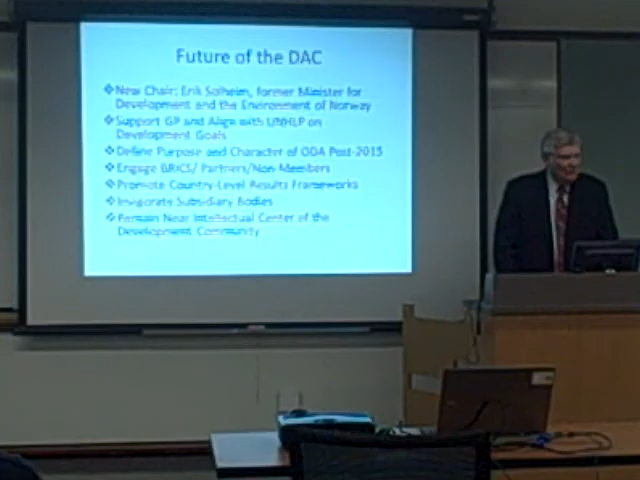 Future of the DAC
❖New Chair: Erik Solheim, former Minister for
Development and the Environment of Norway
❖Support GP and Align with UNHLP on
Development Goals
❖Define Purpose and Character of ODA Post-2015
❖Engage BRICS/ Partners/Non-Members
❖Promote Country-Level Results Frameworks
❖Invigorate Subsidiary Bodies
❖Remain Near Intellectual Center of the
Development Community